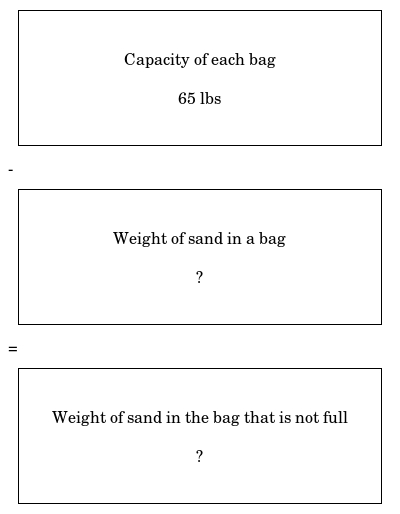 Capacity of each bag
65 lbs
-
Weight of sand in a bag
?
=
Weight of sand in the bag that is not full
?